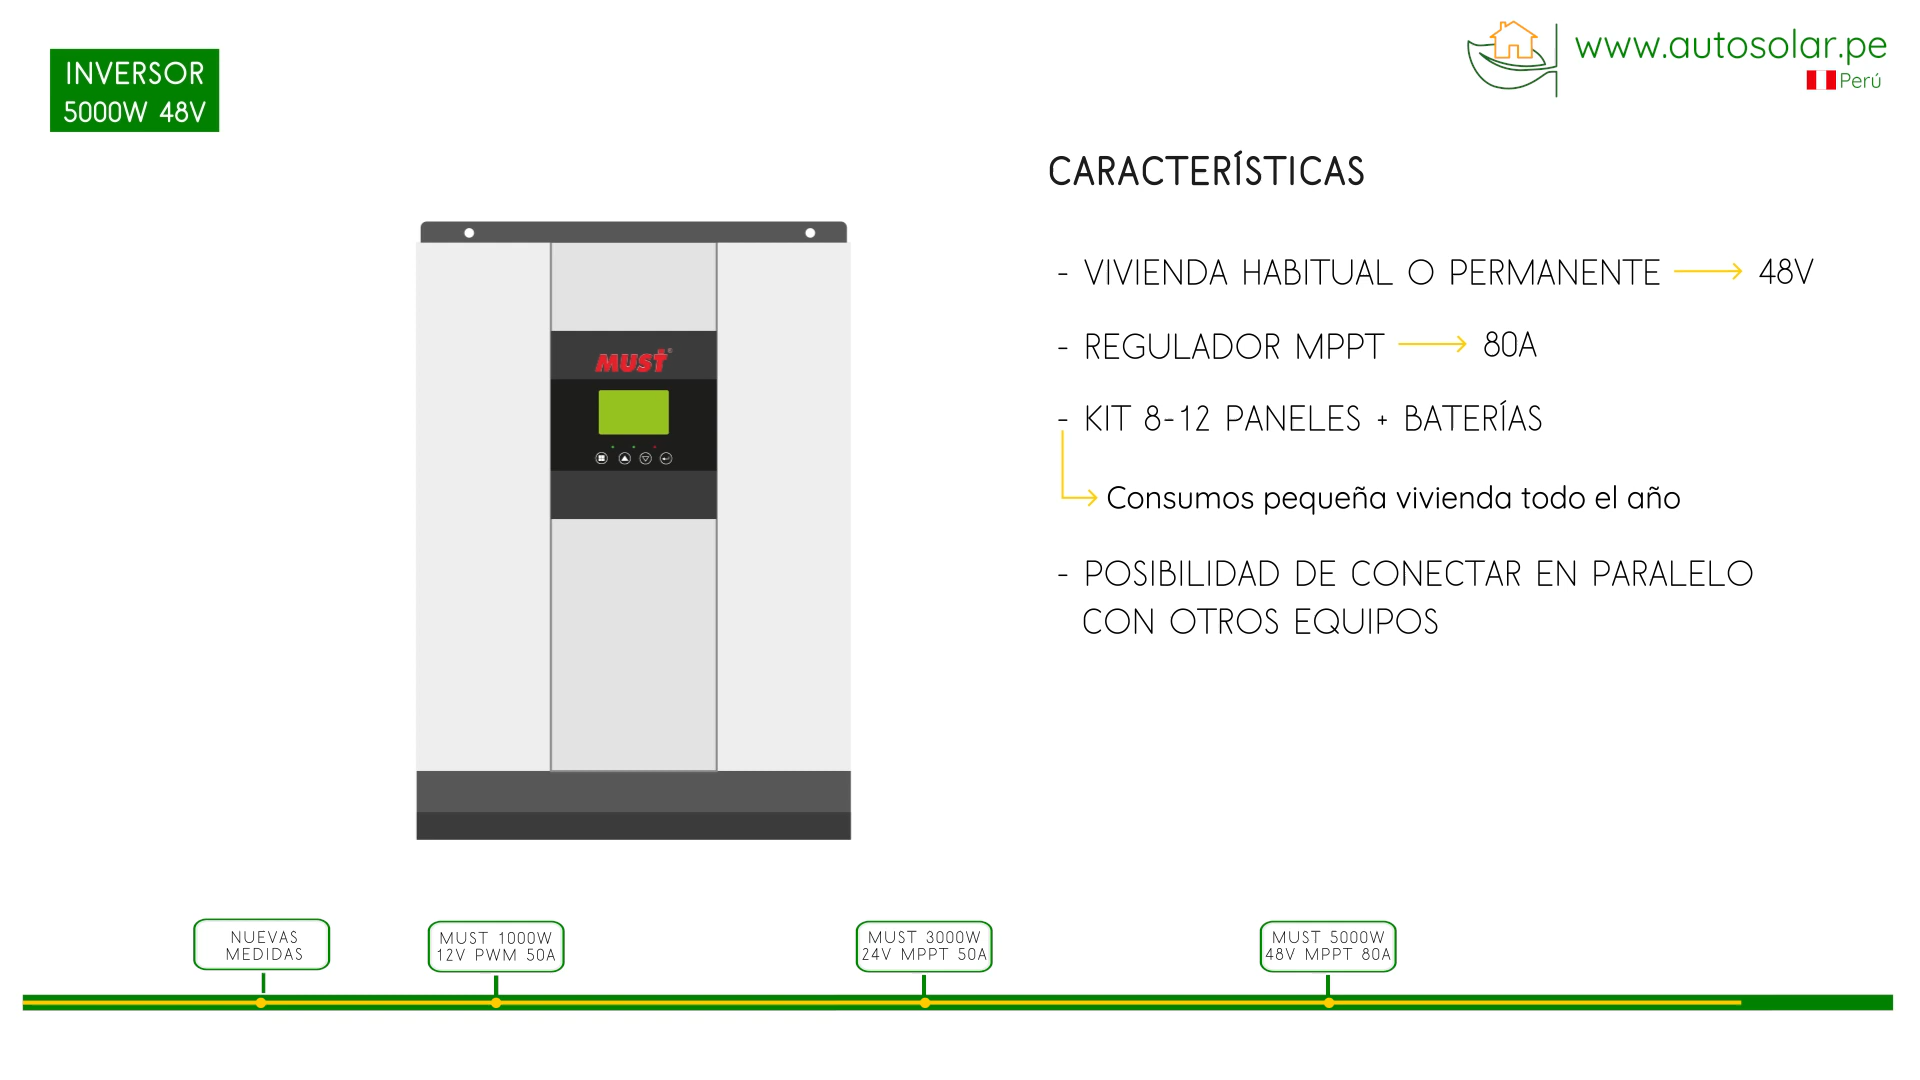 INVERSOR
5000W 48V
www.autosolar.pe
Perú
CARACTERÍSTICAS
- VIVIENDA HABITUAL O PERMANENTE → 48V
- REGULADOR MPPT → 80A
- KIT 8-12 PANELES + BATERÍAS
Consumos pequeña vivienda todo el año
- POSIBILIDAD DE CONECTAR EN PARALELO
CON OTROS EQUIPOS
MUST®
NUEVAS
MEDIDAS
MUST 1000W
12V PWM 50A
MUST 3000W
24V MPPT 50A
MUST 5000W
48V MPPT 80A